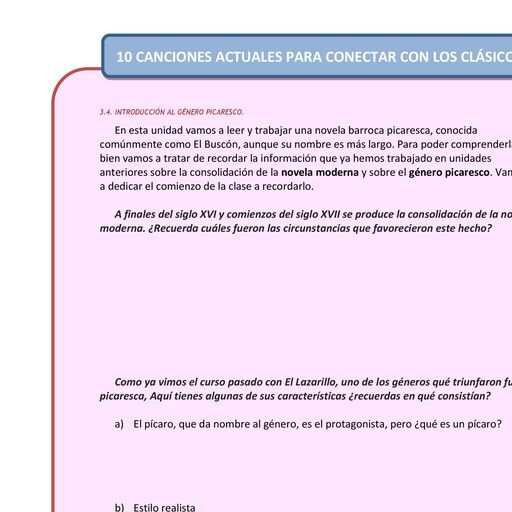 10 CANCIONES ACTUALES PARA CONECTAR CON LOS CLÁSICO
3.4. INTRODUCCIÓN AL GÉNERO PICARESCO.
En esta unidad vamos a leer y trabajar una novela barroca picaresca, conocida
comúnmente como El Buscón, aunque su nombre es más largo. Para poder comprenderl
bien vamos a tratar de recordar la información que ya hemos trabajado en unidades
anteriores sobre la consolidación de la novela moderna y sobre el género picaresco. Va
a dedicar el comienzo de la clase a recordarlo.
A finales del siglo XVI y comienzos del siglo XVII se produce la consolidación de la no
moderna. ¿Recuerda cuáles fueron las circunstancias que favorecieron este hecho?
Como ya vimos el curso pasado con El Lazarillo, uno de los géneros qué triunfaron fu
picaresca, Aquí tienes algunas de sus características ¿recuerdas en qué consistían?
a) El pícaro, que da nombre al género, es el protagonista, pero ¿qué es un pícaro?
b) Estilo realista